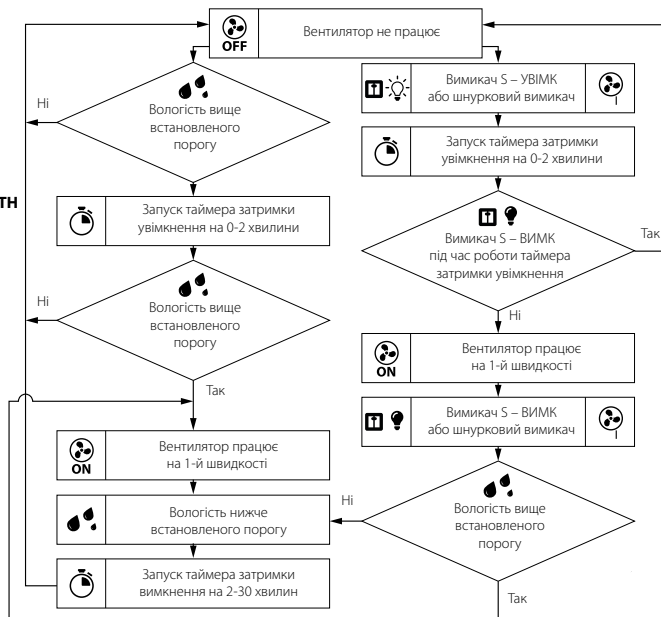 OFF
Вентилятор не працює
Ні
Вологість вище
встановленого
порогу
Вимикач S – УВІМК
або шнурковий вимикач
Запуск таймера затримки
увімкнення на 0-2 хвилини
TH
Запуск таймера затримки
увімкнення на 0-2 хвилини
Вимикач S – ВИМК
під час роботи таймера
затримки увімкнення
Так
Ні
Вологість вище
встановленого
порогу
Ні
Так
ON
Вентилятор працює
на 1-й швидкості
Вимикач S – ВИМК
або шнурковий вимикач
ON
Вентилятор працює
на 1-й швидкості
Вологість нижче
встановленого порогу
Ні
Вологість вище
встановленого
порогу
Запуск таймера затримки
вимкнення на 2-30 хвилин
Так